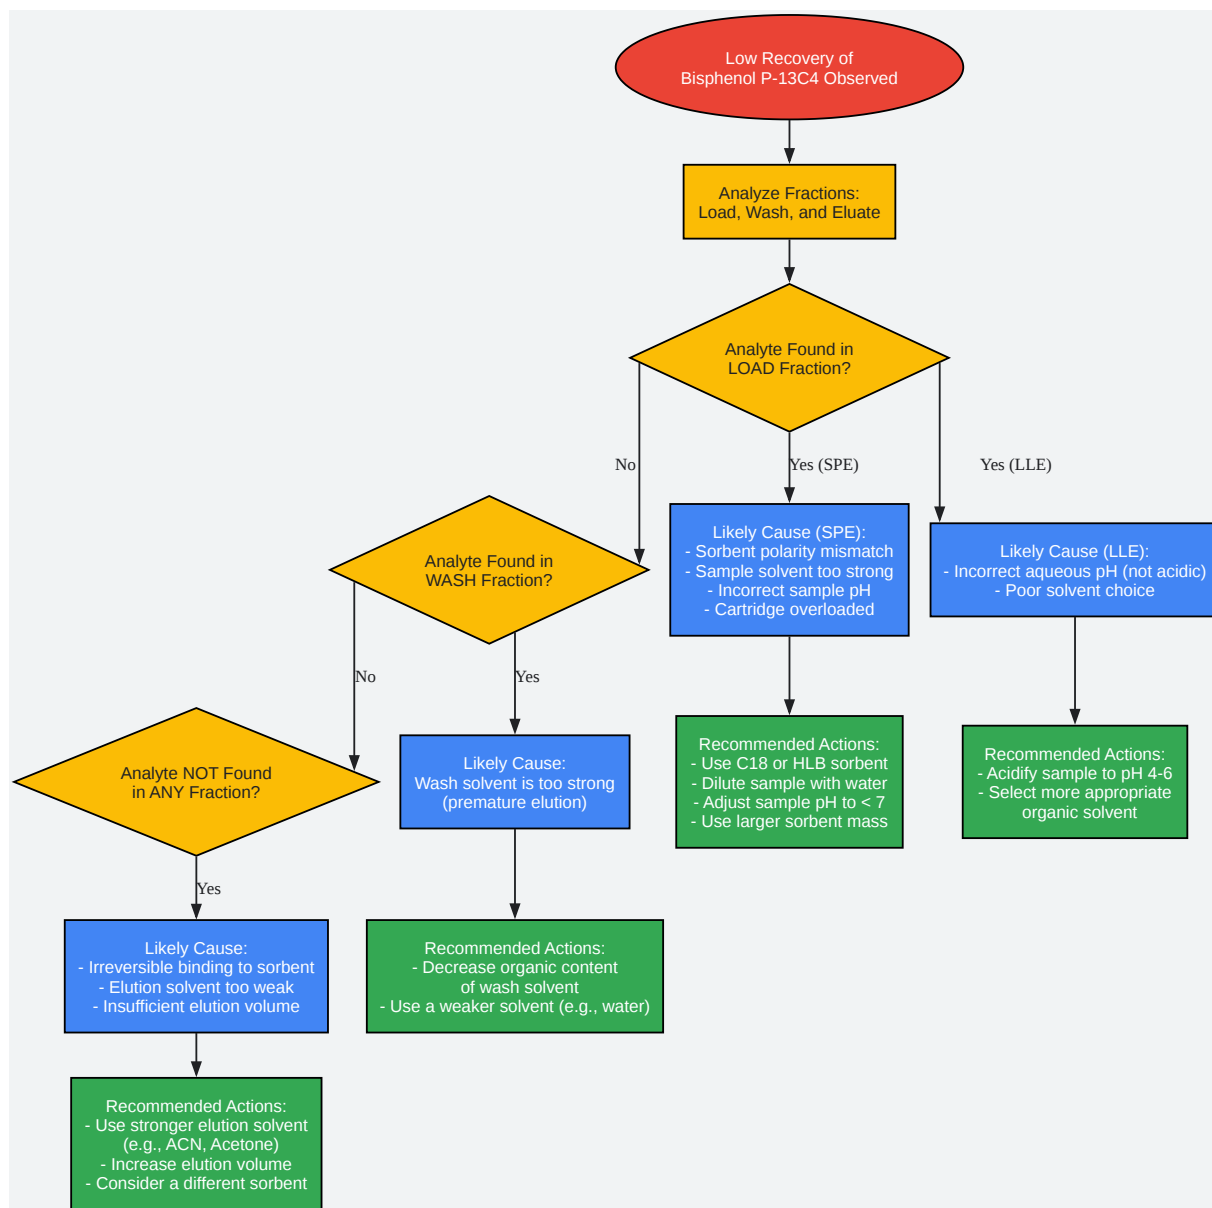 Low Recovery of
Bisphenol P-13C4 Observed
Analyze Fractions:
Load, Wash, and Eluate
Analyte Found in
LOAD Fraction?
No
Yes (SPE)
Yes (LLE)
Analyte Found in
WASH Fraction?
Likely Cause (SPE):
- Sorbent polarity mismatch
- Sample solvent too strong
- Incorrect sample pH
- Cartridge overloaded
Likely Cause (LLE):
- Incorrect aqueous pH (not acidic)
- Poor solvent choice
No
Yes
Analyte NOT Found
in ANY Fraction?
Likely Cause:
Wash solvent is too strong
(premature elution)
Recommended Actions:
- Use C18 or HLB sorbent
- Dilute sample with water
- Adjust sample pH to < 7
- Use larger sorbent mass
Recommended Actions:
- Acidify sample to pH 4-6
- Select more appropriate
organic solvent
Yes
Likely Cause:
- Irreversible binding to sorbent
- Elution solvent too weak
- Insufficient elution volume
Recommended Actions:
- Decrease organic content
of wash solvent
- Use a weaker solvent (e.g., water)
Recommended Actions:
- Use stronger elution solvent
(e.g., ACN, Acetone)
- Increase elution volume
- Consider a different sorbent